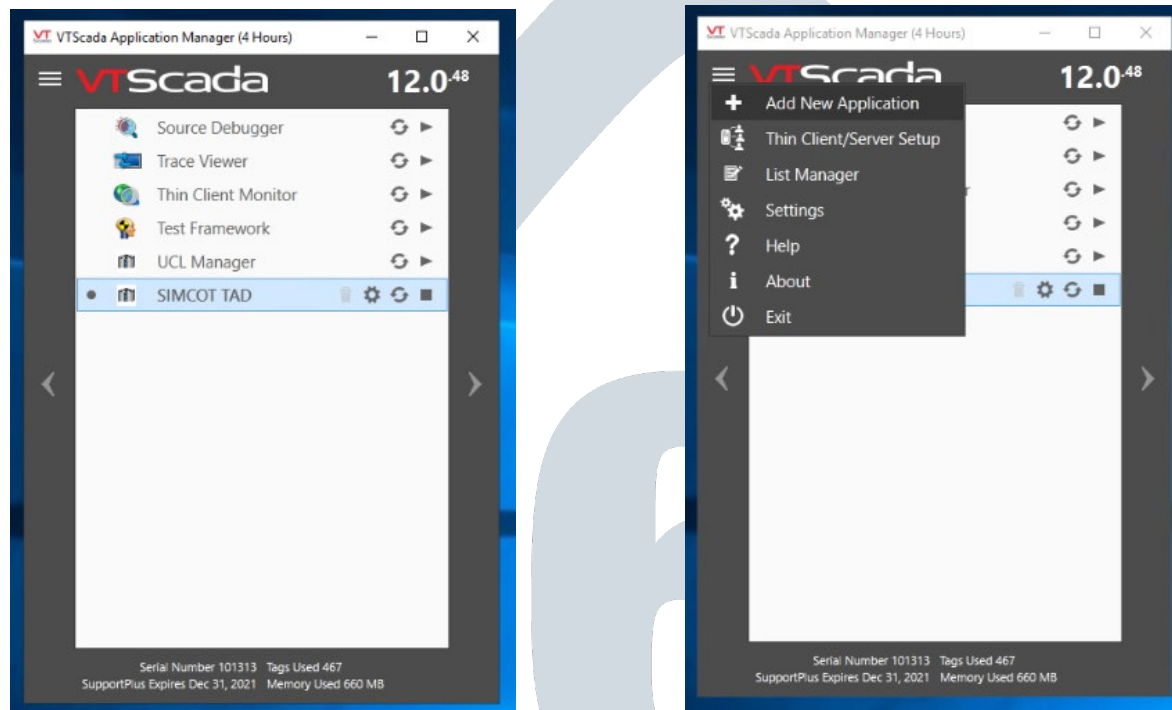 VTScada Application Manager (4 Hours)
VTScada 12.0.48
Source Debugger
Trace Viewer
Thin Client Monitor
Test Framework
UCL Manager
SIMCOT TAD
Serial Number 101313 Tags Used 467
SupportPlus Expires Dec 31, 2021 Memory Used 660 MB
VTScada Application Manager (4 Hours)
VTScada 12.0.48
Add New Application
Thin Client/Server Setup
List Manager
Settings
Help
About
Exit
Serial Number 101313 Tags Used 467
SupportPlus Expires Dec 31, 2021 Memory Used 660 MB